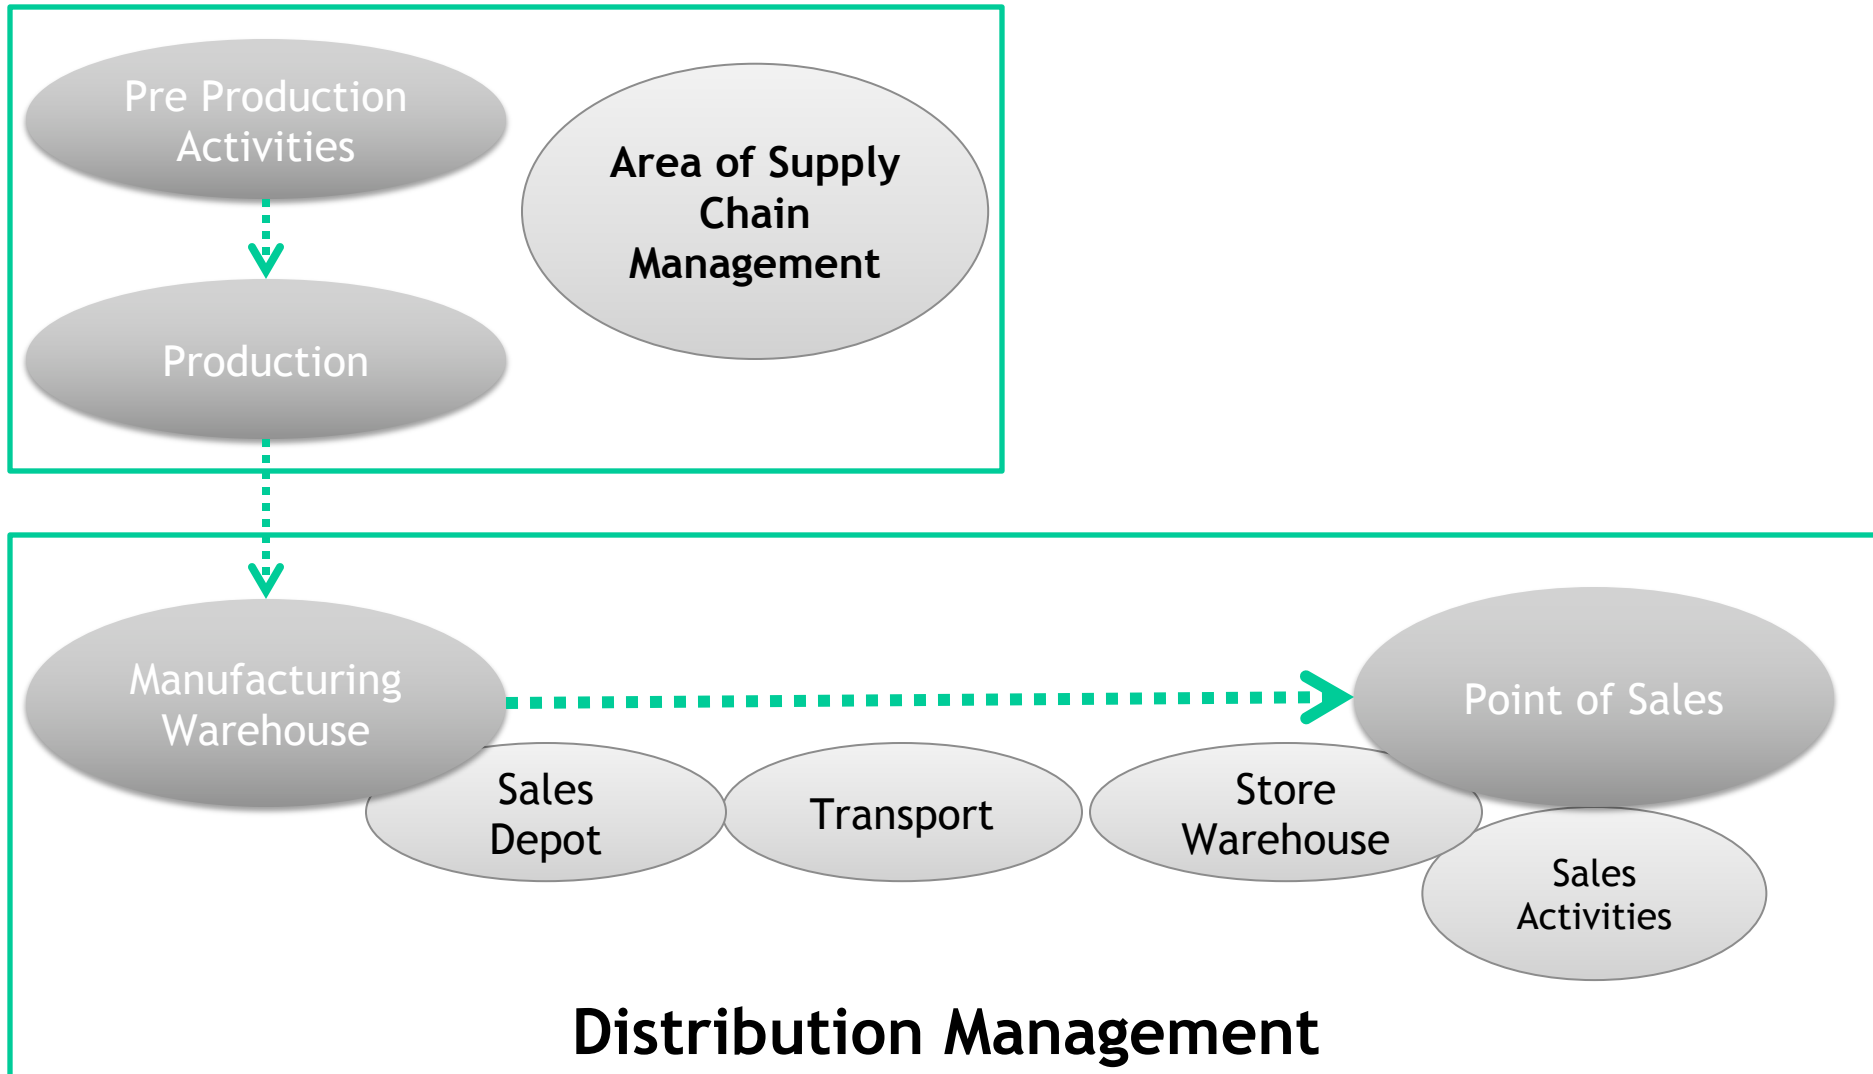 Pre Production
Activities
Area of Supply
Chain
Management
Production
Manufacturing
Warehouse
Point of Sales
Sales
Depot
Transport
Store
Warehouse
Sales
Activities
Distribution Management